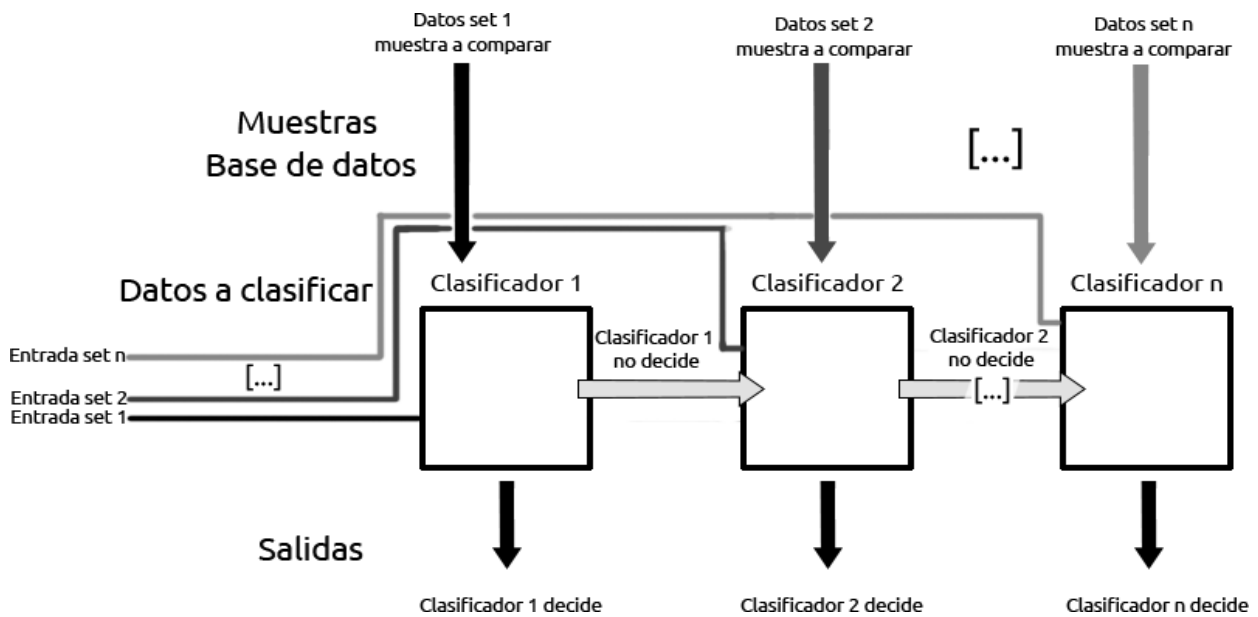 Datos set 1
muestra a comparar
Datos set 2
muestra a comparar
Datos set n
muestra a comparar
Muestras
Base de datos
[...]
Datos a clasificar
Clasificador 1
Clasificador 2
Clasificador n
Entrada set n
[...]
Entrada set 2
Entrada set 1
Clasificador 1
no decide
Clasificador 2
no decide
[...]
Salidas
Clasificador 1 decide
Clasificador 2 decide
Clasificador n decide